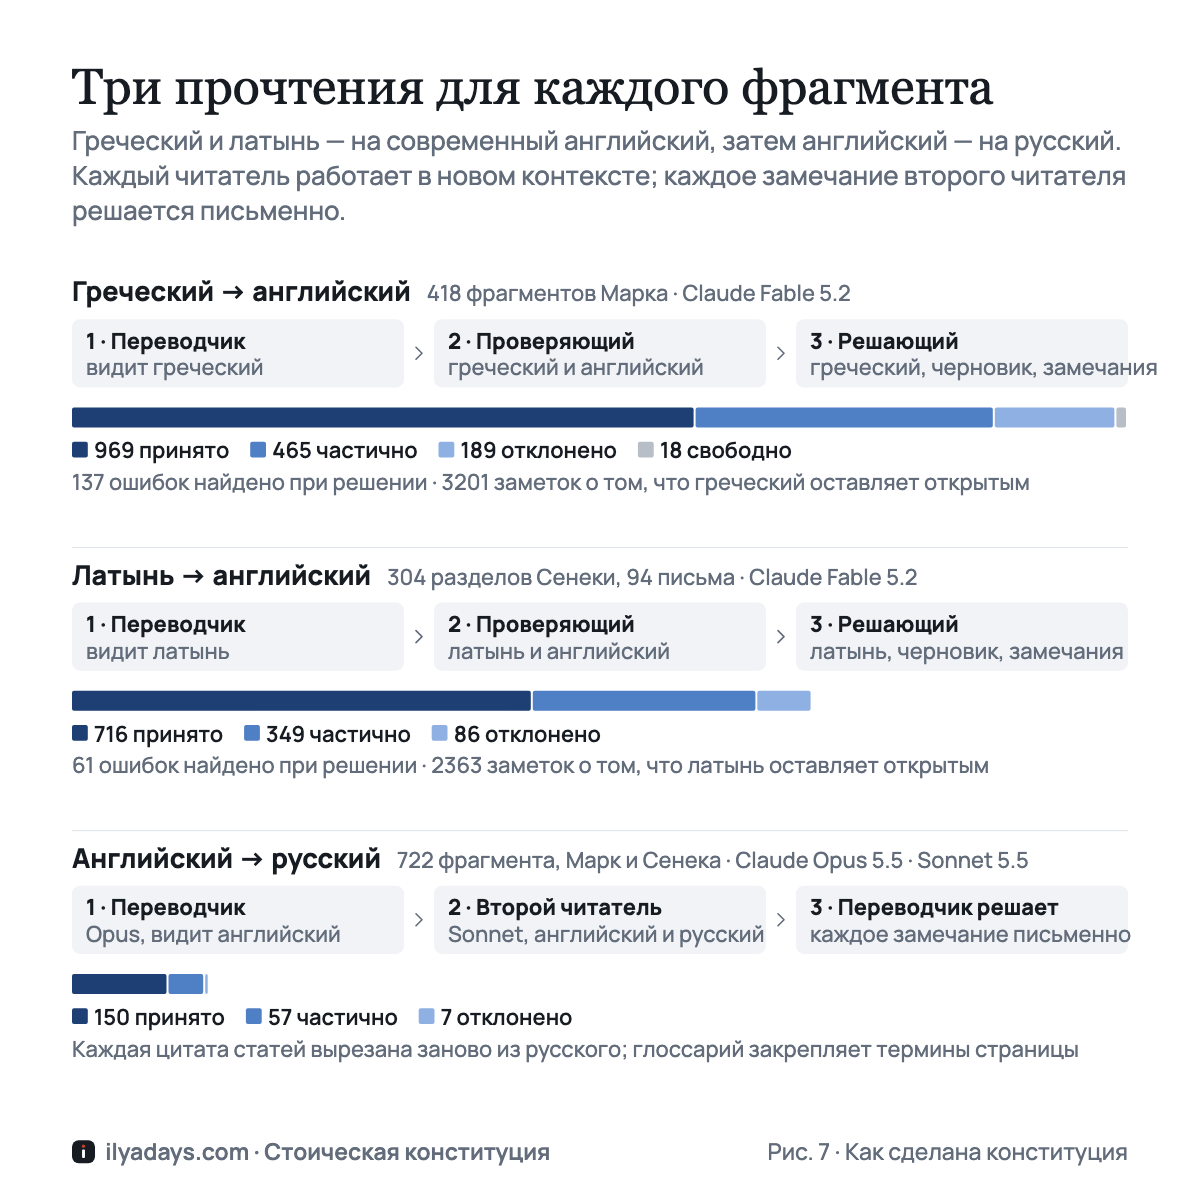 Три прочтения для каждого фрагмента
Греческий и латынь — на современный английский, затем английский — на русский.
Каждый читатель работает в новом контексте; каждое замечание второго читателя
решается письменно.
Греческий → английский 418 фрагментов Марка · Claude Fable 5.2
1 · Переводчик
видит греческий
2 · Проверяющий
греческий и английский
3 · Решающий
греческий, черновик, замечания
969 принято 465 частично 189 отклонено 18 свободно
137 ошибок найдено при решении · 3201 заметок о том, что греческий оставляет открытым
Латынь → английский 304 разделов Сенеки, 94 письма · Claude Fable 5.2
1 · Переводчик
видит латынь
2 · Проверяющий
латынь и английский
3 · Решающий
латынь, черновик, замечания
716 принято 349 частично 86 отклонено
61 ошибок найдено при решении · 2363 заметок о том, что латынь оставляет открытым
Английский → русский 722 фрагмента, Марк и Сенека · Claude Opus 5.5 · Sonnet 5.5
1 · Переводчик
Opus, видит английский
2 · Второй читатель
Sonnet, английский и русский
3 · Переводчик решает
каждое замечание письменно
150 принято 57 частично 7 отклонено
Каждая цитата статей вырезана заново из русского; глоссарий закрепляет термины страницы
i ilyadays.com · Стоическая конституция
Рис. 7 · Как сделана конституция